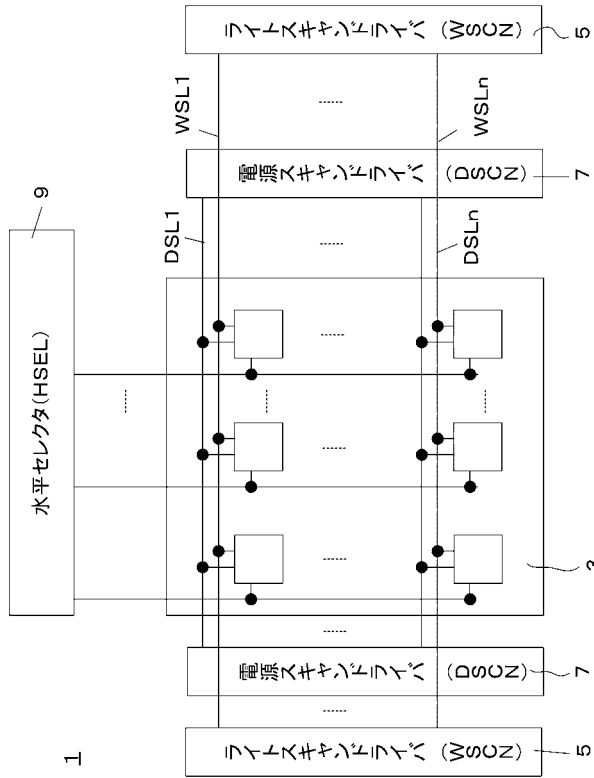 1
水平セレクタ(HSEL)
9
ライトスキャンドライバ
(WSCN)
5
電源スキャンドライバ
(DSCN)
7
DSL1
WSL1
電源スキャンドライバ
(DSCN)
7
ライトスキャンドライバ
(WSCN)
5
DSLn
WSLn
3